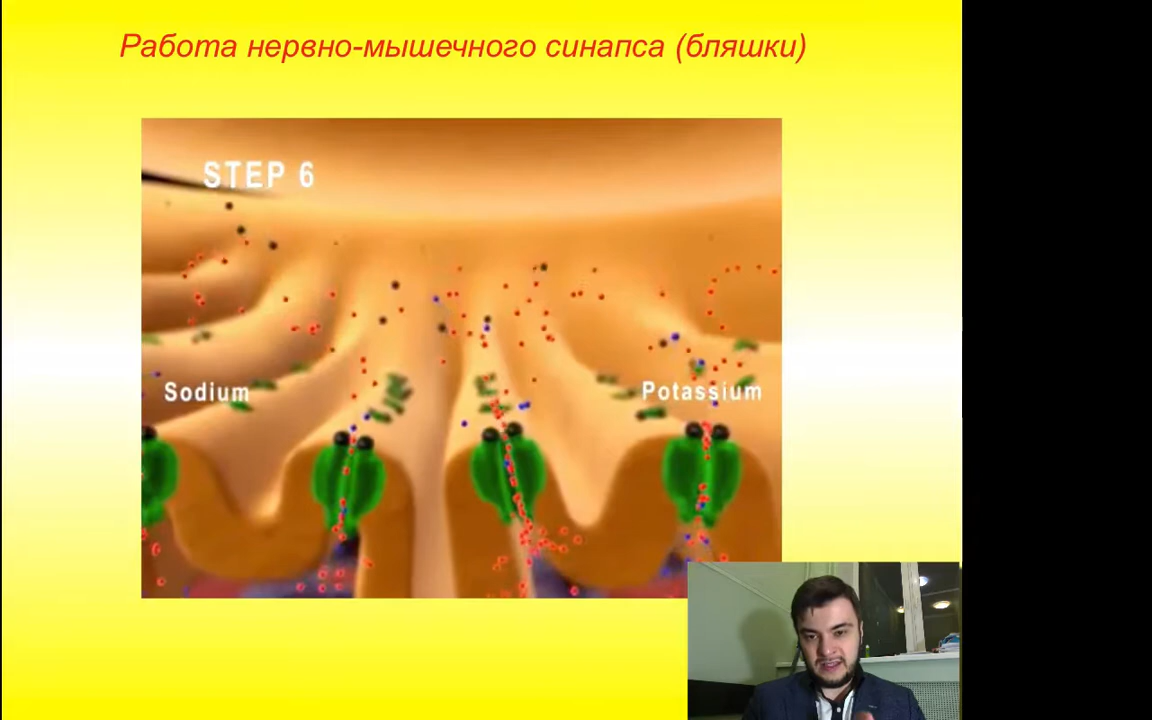 Работа нервно-мышечного синапса (бляшки)
STEP 6
Sodium
Potassium